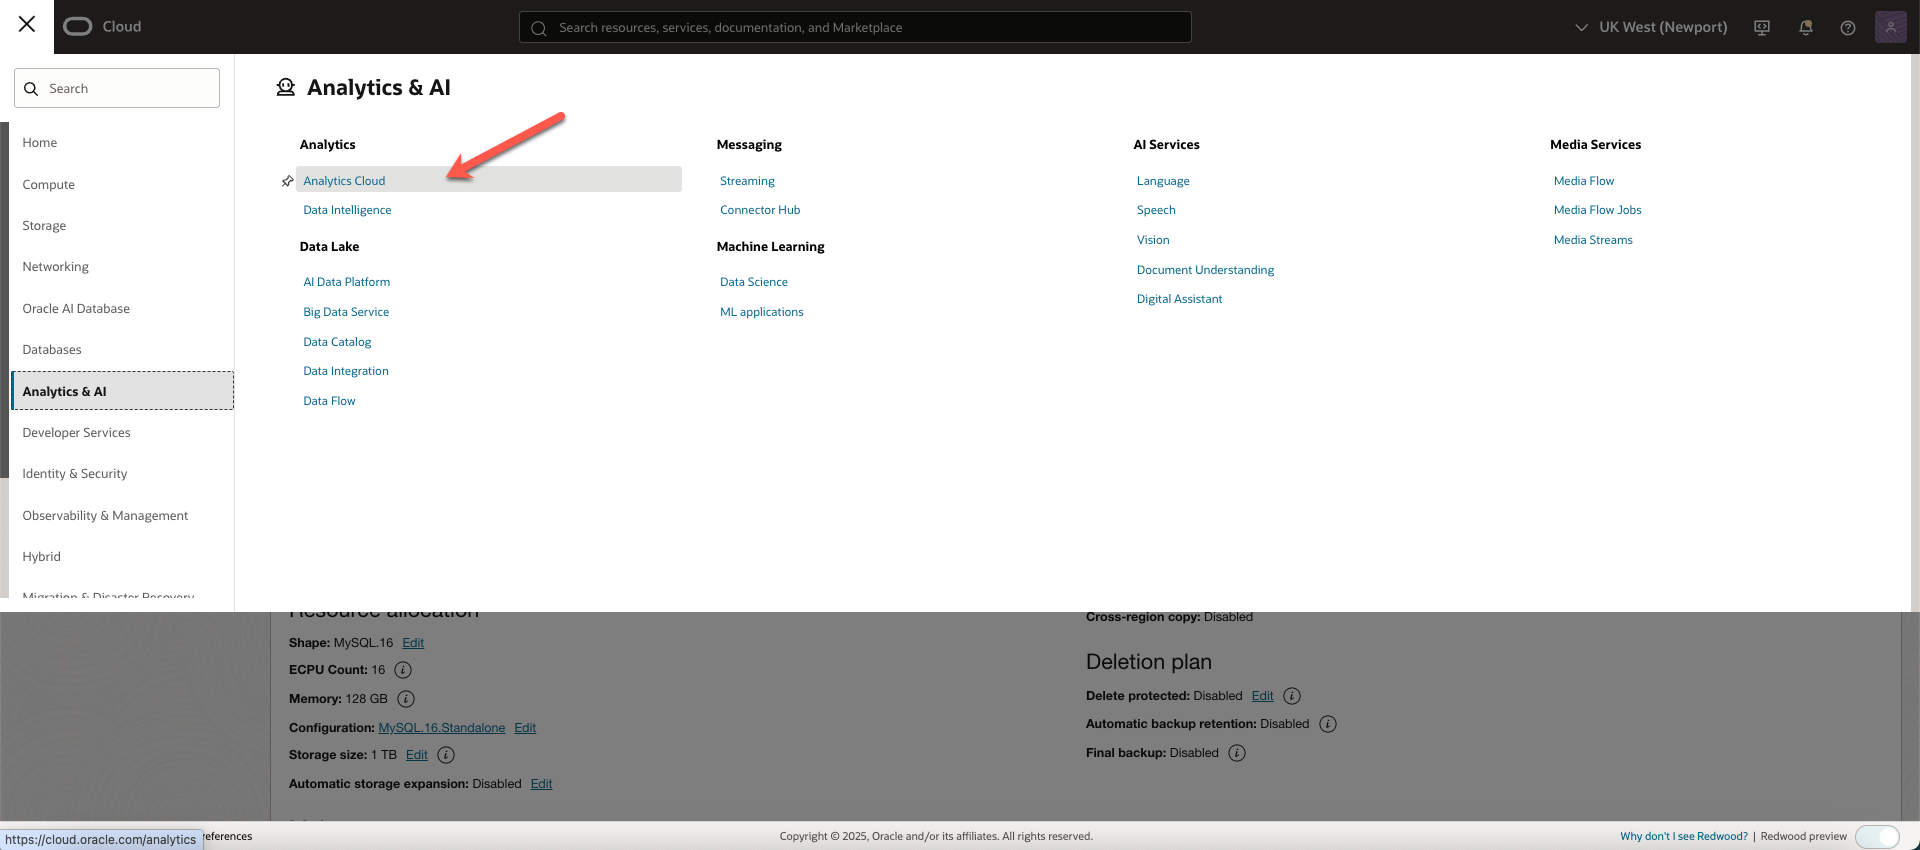 Cloud
Search resources, services, documentation, and Marketplace
UK West (Newport)
Search
Home
Compute
Storage
Networking
Oracle AI Database
Databases
Analytics & AI
Developer Services
Identity & Security
Observability & Management
Hybrid
Migration & Disaster Recovery
Analytics & AI
Analytics
Analytics Cloud
Data Intelligence
Data Lake
AI Data Platform
Big Data Service
Data Catalog
Data Integration
Data Flow
Messaging
Streaming
Connector Hub
Machine Learning
Data Science
ML applications
AI Services
Language
Speech
Vision
Document Understanding
Digital Assistant
Media Services
Media Flow
Media Flow Jobs
Media Streams
Resource allocation
Shape: MySQL.16 Edit
ECPU Count: 16
Memory: 128 GB
Configuration: MySQL.16.Standalone Edit
Storage size: 1 TB Edit
Automatic storage expansion: Disabled Edit
Cross-region copy: Disabled
Deletion plan
Delete protected: Disabled Edit
Automatic backup retention: Disabled
Final backup: Disabled
https://cloud.oracle.com/analytics
references
Copyright © 2025, Oracle and/or its affiliates. All rights reserved.
Why don't I see Redwood? | Redwood preview